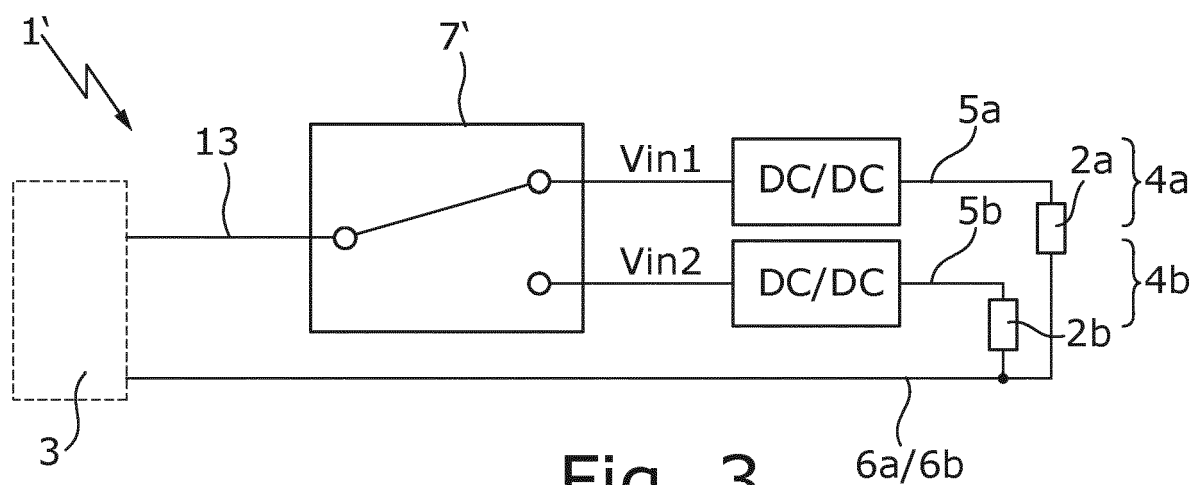 1‘
7‘
13
Vin1
DC/DC
5a
2a
4a
Vin2
DC/DC
5b
4b
2b
3
6a/6b
Fig. 3